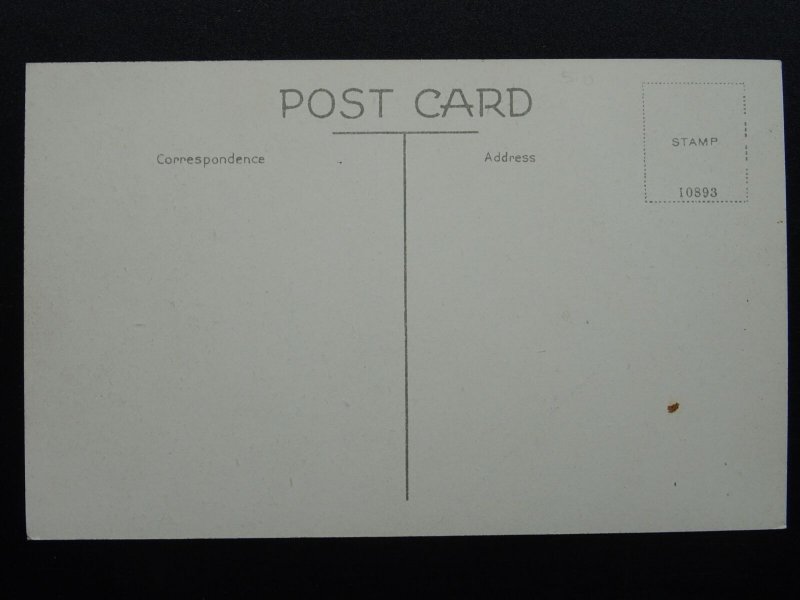 POST CARD
Correspondence
Address
STAMP
10893